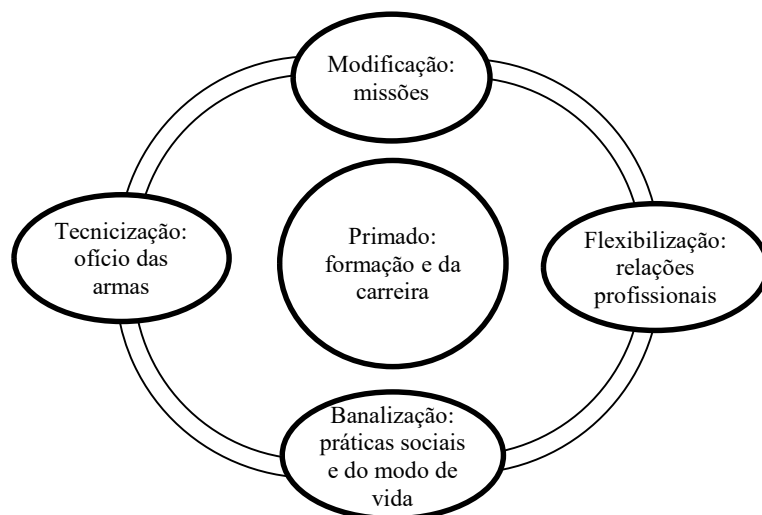 Modificação:
missões
Tecnicização:
ofício das
armas
Primado:
formação e da
carreira
Flexibilização:
relações
profissionais
Banalização:
práticas sociais
e do modo de
vida